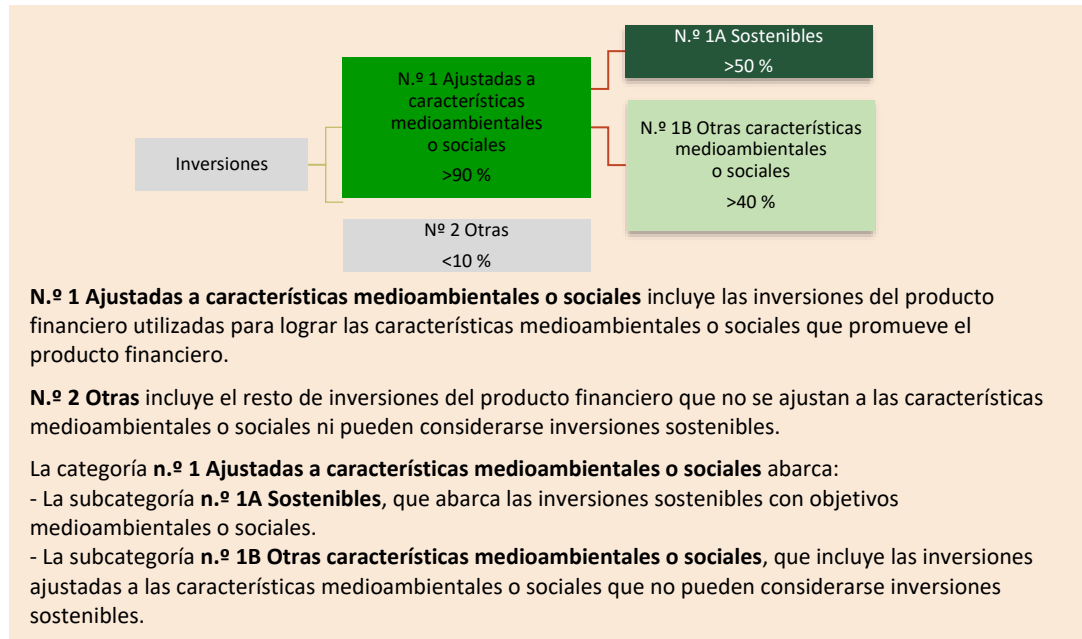 N.º 1A Sostenibles
>50 %
N.º 1 Ajustadas a
características
medioambientales
o sociales
>90 %
N.º 1B Otras características
medioambientales
o sociales
>40 %
Inversiones
Nº 2 Otras
<10 %
N.º 1 Ajustadas a características medioambientales o sociales incluye las inversiones del producto
financiero utilizadas para lograr las características medioambientales o sociales que promueve el
producto financiero.
N.º 2 Otras incluye el resto de inversiones del producto financiero que no se ajustan a las características
medioambientales o sociales ni pueden considerarse inversiones sostenibles.
La categoría n.º 1 Ajustadas a características medioambientales o sociales abarca:
- La subcategoría n.º 1A Sostenibles, que abarca las inversiones sostenibles con objetivos
medioambientales o sociales.
- La subcategoría n.º 1B Otras características medioambientales o sociales, que incluye las inversiones
ajustadas a las características medioambientales o sociales que no pueden considerarse inversiones
sostenibles.